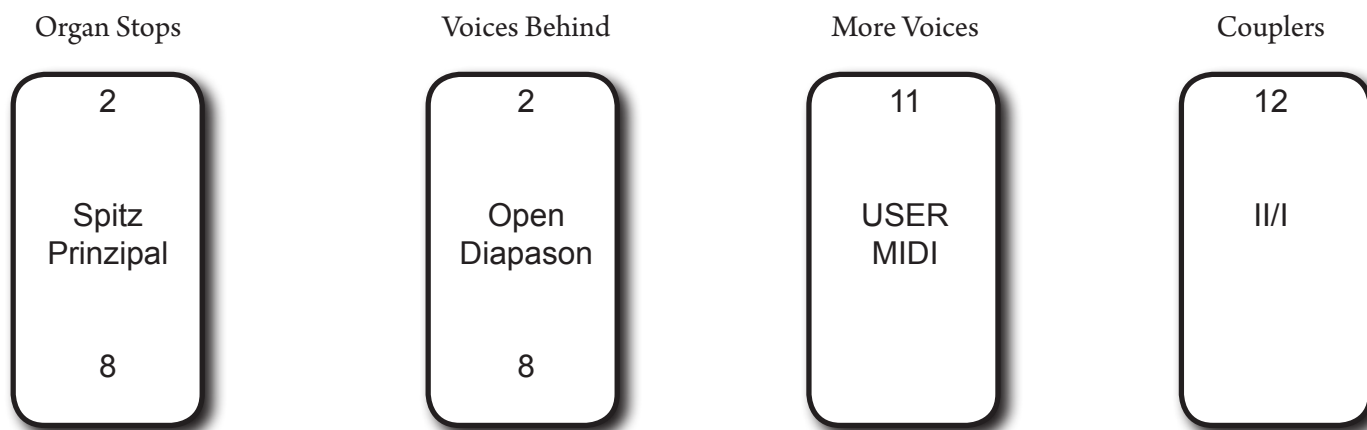 Organ Stops
Voices Behind
More Voices
Couplers
2
Spitz
Prinzipal
8
2
Open
Diapason
8
11
USER
MIDI
12
II/I